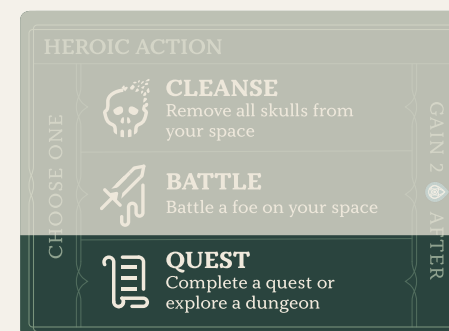 HEROIC ACTION
CHOOSE ONE
CLEANSE
Remove all skulls from
your space
BATTLE
Battle a foe on your space
QUEST
Complete a quest or
explore a dungeon
GAIN 2 AFTER